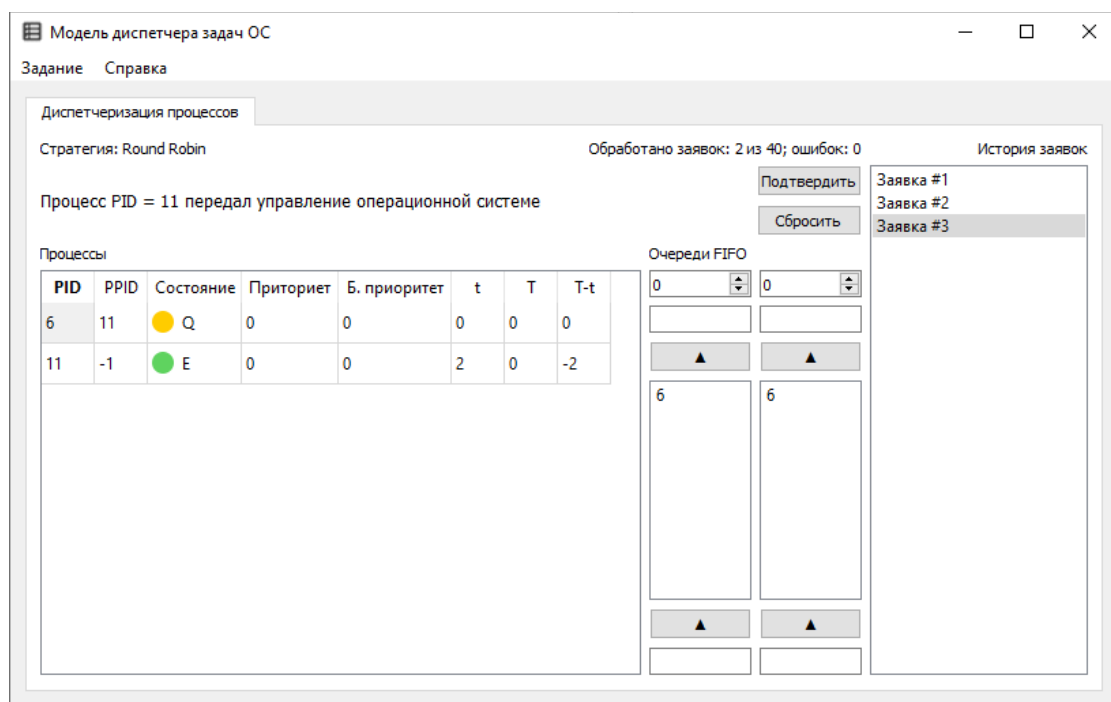 Модель диспетчера задач ОС
Задание Справка
Диспетчеризация процессов
Стратегия: Round Robin Обработано заявок: 2 из 40; ошибок: 0 История заявок
Процесс PID = 11 передал управление операционной системе
Подтвердить
Сбросить
Заявка #1
Заявка #2
Заявка #3
Процессы
PID PPID Состояние Приториет Б. приоритет t T T-t
6 11 Q 0 0 0 0 0
11 -1 E 0 0 2 0 -2
Очереди FIFO
0 0
▲ ▲
6 6
▲ ▲